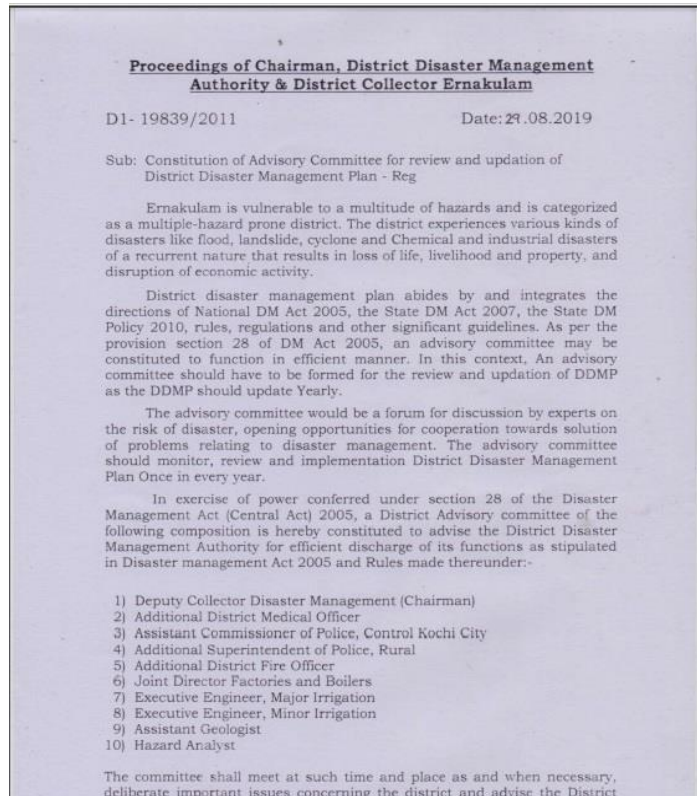 Proceedings of Chairman, District Disaster Management
Authority & District Collector Ernakulam
D1- 19839/2011 Date: 29.08.2019
Sub: Constitution of Advisory Committee for review and updation of
District Disaster Management Plan - Reg
Ernakulam is vulnerable to a multitude of hazards and is categorized
as a multiple-hazard prone district. The district experiences various kinds of
disasters like flood, landslide, cyclone and Chemical and industrial disasters
of a recurrent nature that results in loss of life, livelihood and property, and
disruption of economic activity.
District disaster management plan abides by and integrates the
directions of National DM Act 2005, the State DM Act 2007, the State DM
Policy 2010, rules, regulations and other significant guidelines. As per the
provision section 28 of DM Act 2005, an advisory committee may be
constituted to function in efficient manner. In this context, An advisory
committee should have to be formed for the review and updation of DDMP
as the DDMP should update Yearly.
The advisory committee would be a forum for discussion by experts on
the risk of disaster, opening opportunities for cooperation towards solution
of problems relating to disaster management. The advisory committee
should monitor, review and implementation District Disaster Management
Plan Once in every year.
In exercise of power conferred under section 28 of the Disaster
Management Act (Central Act) 2005, a District Advisory committee of the
following composition is hereby constituted to advise the District Disaster
Management Authority for efficient discharge of its functions as stipulated
in Disaster management Act 2005 and Rules made thereunder:-
1) Deputy Collector Disaster Management (Chairman)
2) Additional District Medical Officer
3) Assistant Commissioner of Police, Control Kochi City
4) Additional Superintendent of Police, Rural
5) Additional District Fire Officer
6) Joint Director Factories and Boilers
7) Executive Engineer, Major Irrigation
8) Executive Engineer, Minor Irrigation
9) Assistant Geologist
10) Hazard Analyst
The committee shall meet at such time and place as and when necessary,
deliberate important issues concerning the district and advise the District